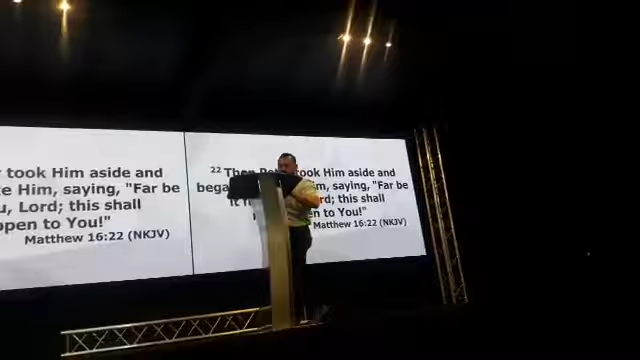 took Him aside and
Him, saying, "Far be
Lord; this shall
to You!"
Matthew 16:22 (NKJV)
22 Then took Him aside and
saying, "Far be
this shall
to You!"
Matthew 16:22 (NKJV)